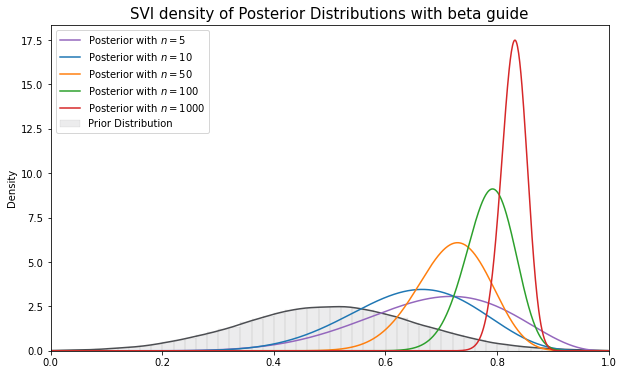 SVI density of Posterior Distributions with beta guide
Posterior with n = 5
Posterior with n = 10
Posterior with n = 50
Posterior with n = 100
Posterior with n = 1000
Prior Distribution
Density
17.5
15.0
12.5
10.0
7.5
5.0
2.5
0.0
0.0 0.2 0.4 0.6 0.8 1.0